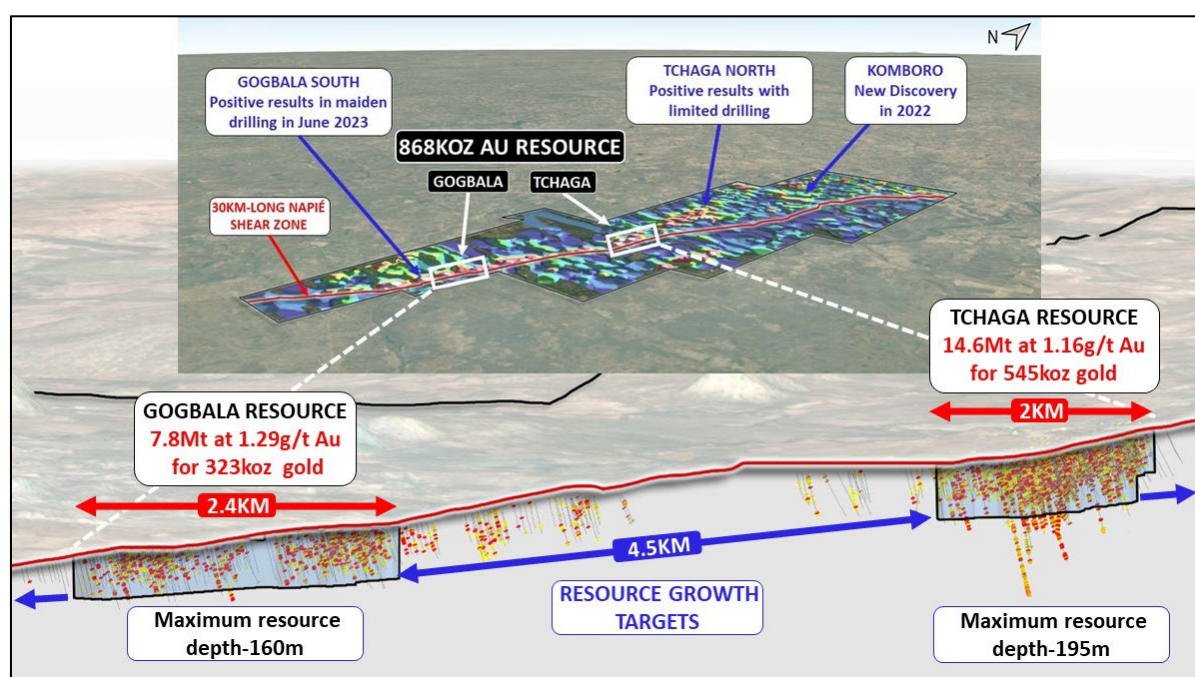 N
GOGBALA SOUTH
Positive results in maiden
drilling in June 2023
TCHAGA NORTH
Positive results with
limited drilling
KOMBORO
New Discovery
in 2022
868KOZ AU RESOURCE
GOGBALA
TCHAGA
30KM-LONG NAPIÉ
SHEAR ZONE
TCHAGA RESOURCE
14.6Mt at 1.16g/t Au
for 545koz gold
2KM
GOGBALA RESOURCE
7.8Mt at 1.29g/t Au
for 323koz gold
2.4KM
4.5KM
RESOURCE GROWTH
TARGETS
Maximum resource
depth-160m
Maximum resource
depth-195m